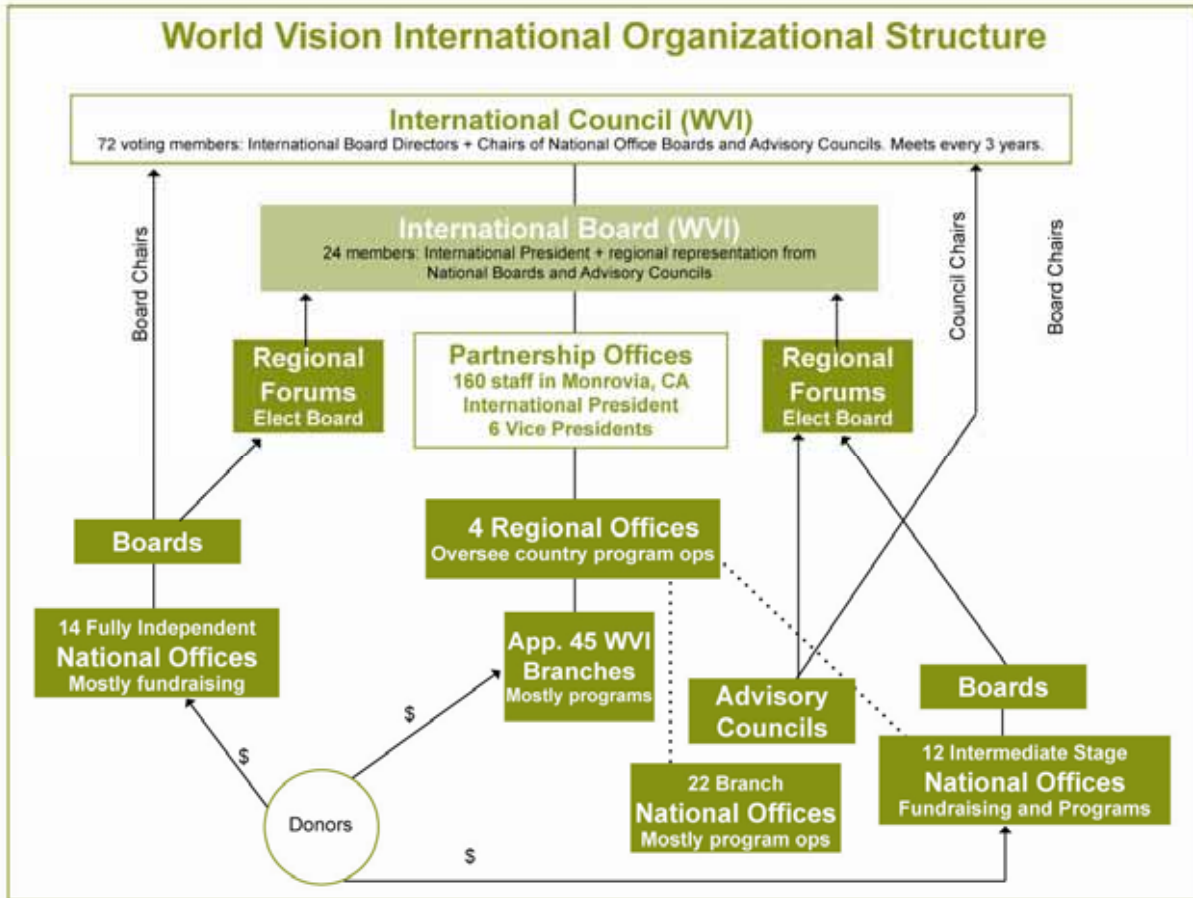 World Vision International Organizational Structure
International Council (WVI)
72 voting members: International Board Directors + Chairs of National Office Boards and Advisory Councils. Meets every 3 years.
International Board (WVI)
24 members: International President + regional representation from
National Boards and Advisory Councils
Board Chairs
Council Chairs
Board Chairs
Regional
Forums
Elect Board
Partnership Offices
160 staff in Monrovia, CA
International President
6 Vice Presidents
Regional
Forums
Elect Board
Boards
4 Regional Offices
Oversee country program ops
14 Fully Independent
National Offices
Mostly fundraising
App. 45 WVI
Branches
Mostly programs
Advisory
Councils
Boards
12 Intermediate Stage
National Offices
Fundraising and Programs
22 Branch
National Offices
Mostly program ops
$
$
Donors
$